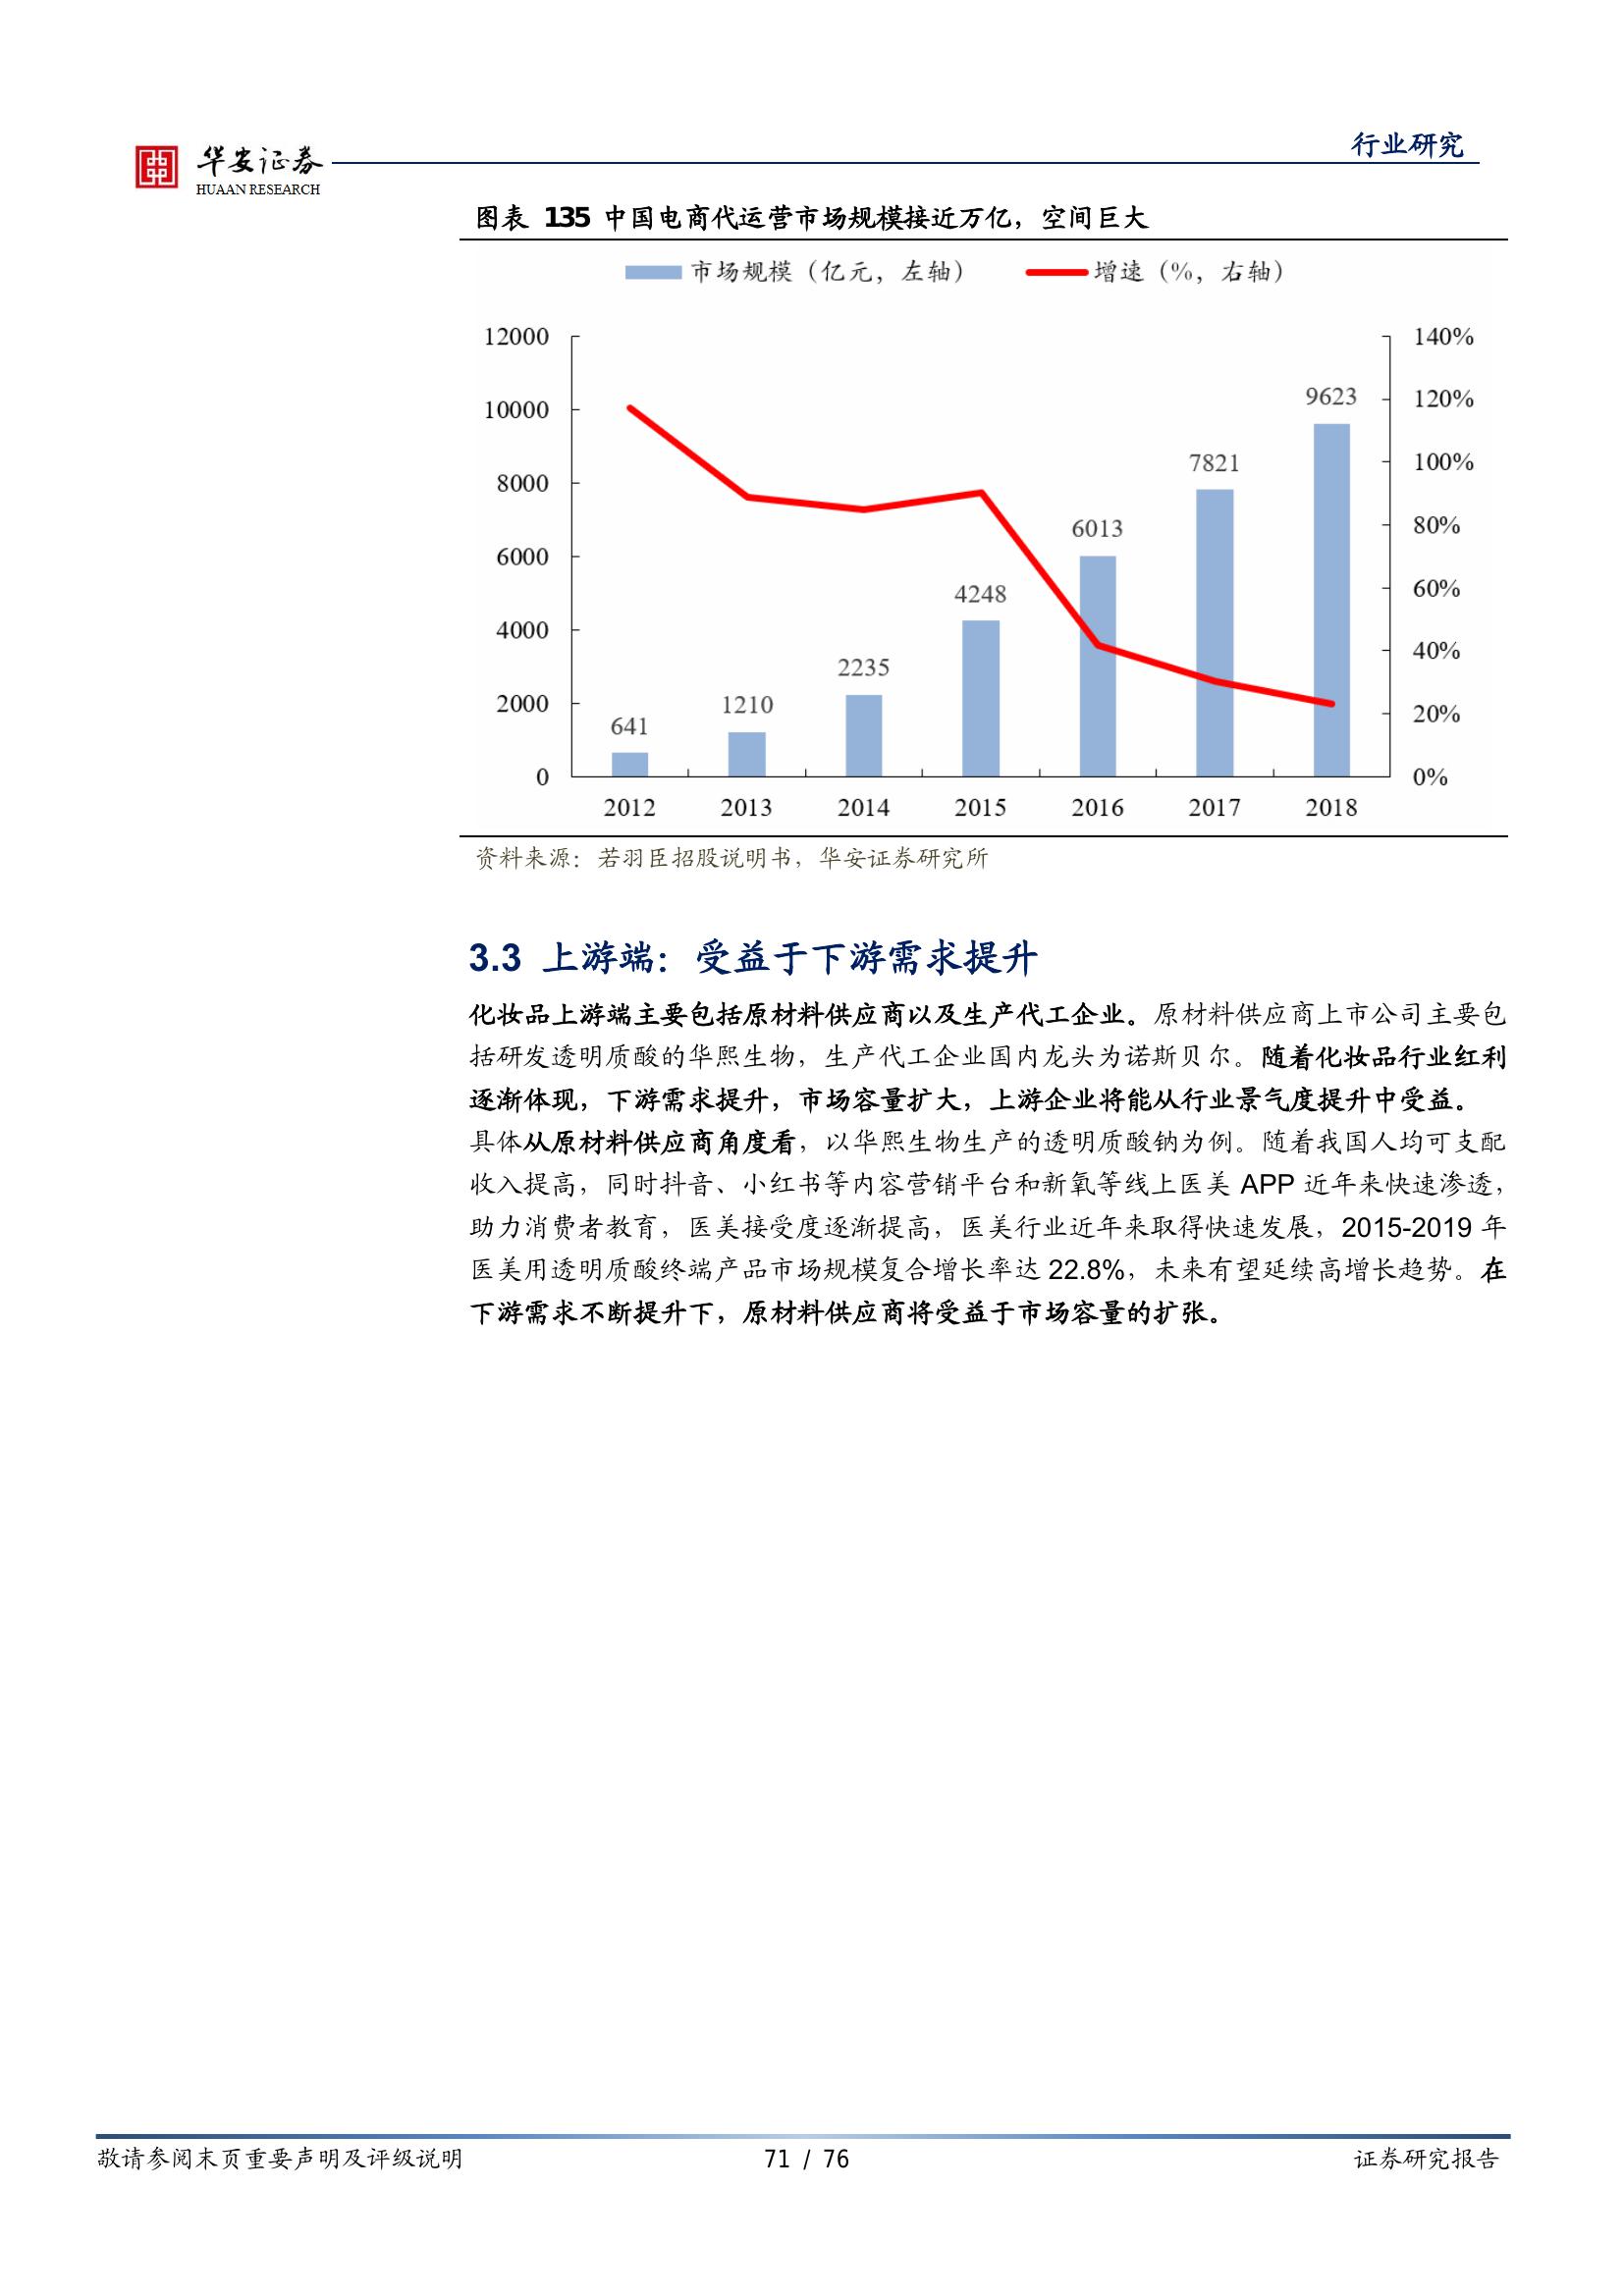 华安证券
HUAAN RESEARCH
行业研究
图表 135 中国电商代运营市场规模接近万亿，空间巨大
市场规模（亿元，左轴） 增速（%，右轴）
12000 140%
10000 120%
8000 100%
6000 80%
4000 60%
2000 40%
0 20%
0%
641 1210 2235 4248 6013 7821 9623
2012 2013 2014 2015 2016 2017 2018
资料来源：若羽臣招股说明书，华安证券研究所
3.3 上游端：受益于下游需求提升
化妆品上游端主要包括原材料供应商以及生产代工企业。原材料供应商上市公司主要包
括研发透明质酸的华熙生物，生产代工企业国内龙头为诺斯贝尔。随着化妆品行业红利
逐渐体现，下游需求提升，市场容量扩大，上游企业将能从行业景气度提升中受益。
具体从原材料供应商角度看，以华熙生物生产的透明质酸钠为例。随着我国人均可支配
收入提高，同时抖音、小红书等内容营销平台和新氧等线上医美 APP 近年来快速渗透，
助力消费者教育，医美接受度逐渐提高，医美行业近年来取得快速发展，2015-2019 年
医美用透明质酸终端产品市场规模复合增长率达 22.8%，未来有望延续高增长趋势。在
下游需求不断提升下，原材料供应商将受益于市场容量的扩张。
敬请参阅末页重要声明及评级说明 71 / 76 证券研究报告